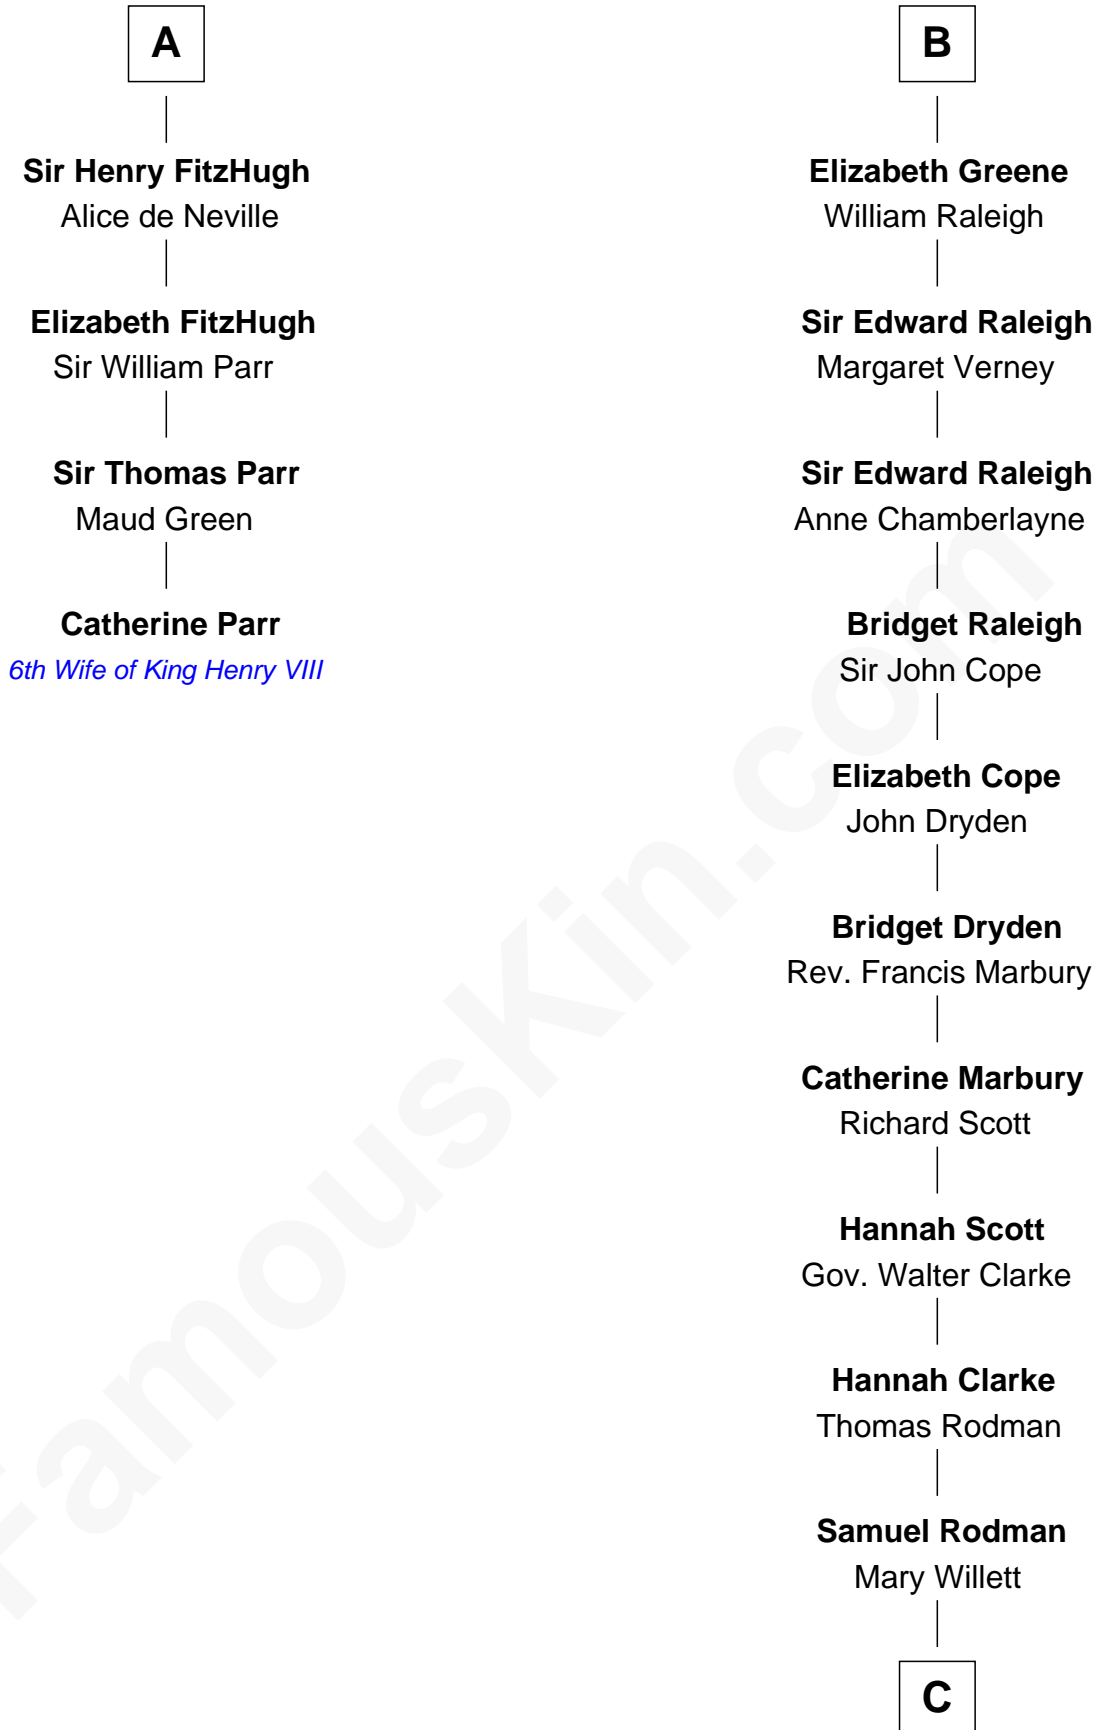 A
Sir Henry FitzHugh
Alice de Neville
Elizabeth FitzHugh
Sir William Parr
Sir Thomas Parr
Maud Green
Catherine Parr
6th Wife of King Henry VIII
B
Elizabeth Greene
William Raleigh
Sir Edward Raleigh
Margaret Verney
Sir Edward Raleigh
Anne Chamberlayne
Bridget Raleigh
Sir John Cope
Elizabeth Cope
John Dryden
Bridget Dryden
Rev. Francis Marbury
Catherine Marbury
Richard Scott
Hannah Scott
Gov. Walter Clarke
Hannah Clarke
Thomas Rodman
Samuel Rodman
Mary Willett
C
FamousKin.com